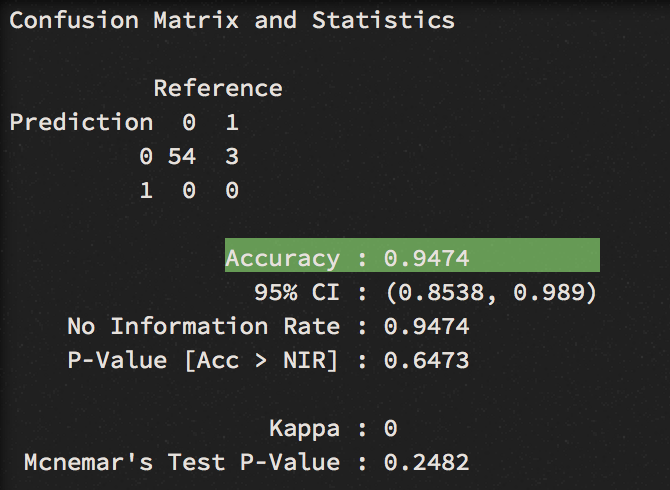 Confusion Matrix and Statistics
Reference
Prediction 0 1
0 54 3
1 0 0
Accuracy : 0.9474
95% CI : (0.8538, 0.989)
No Information Rate : 0.9474
P-Value [Acc > NIR] : 0.6473
Kappa : 0
Mcnemar's Test P-Value : 0.2482